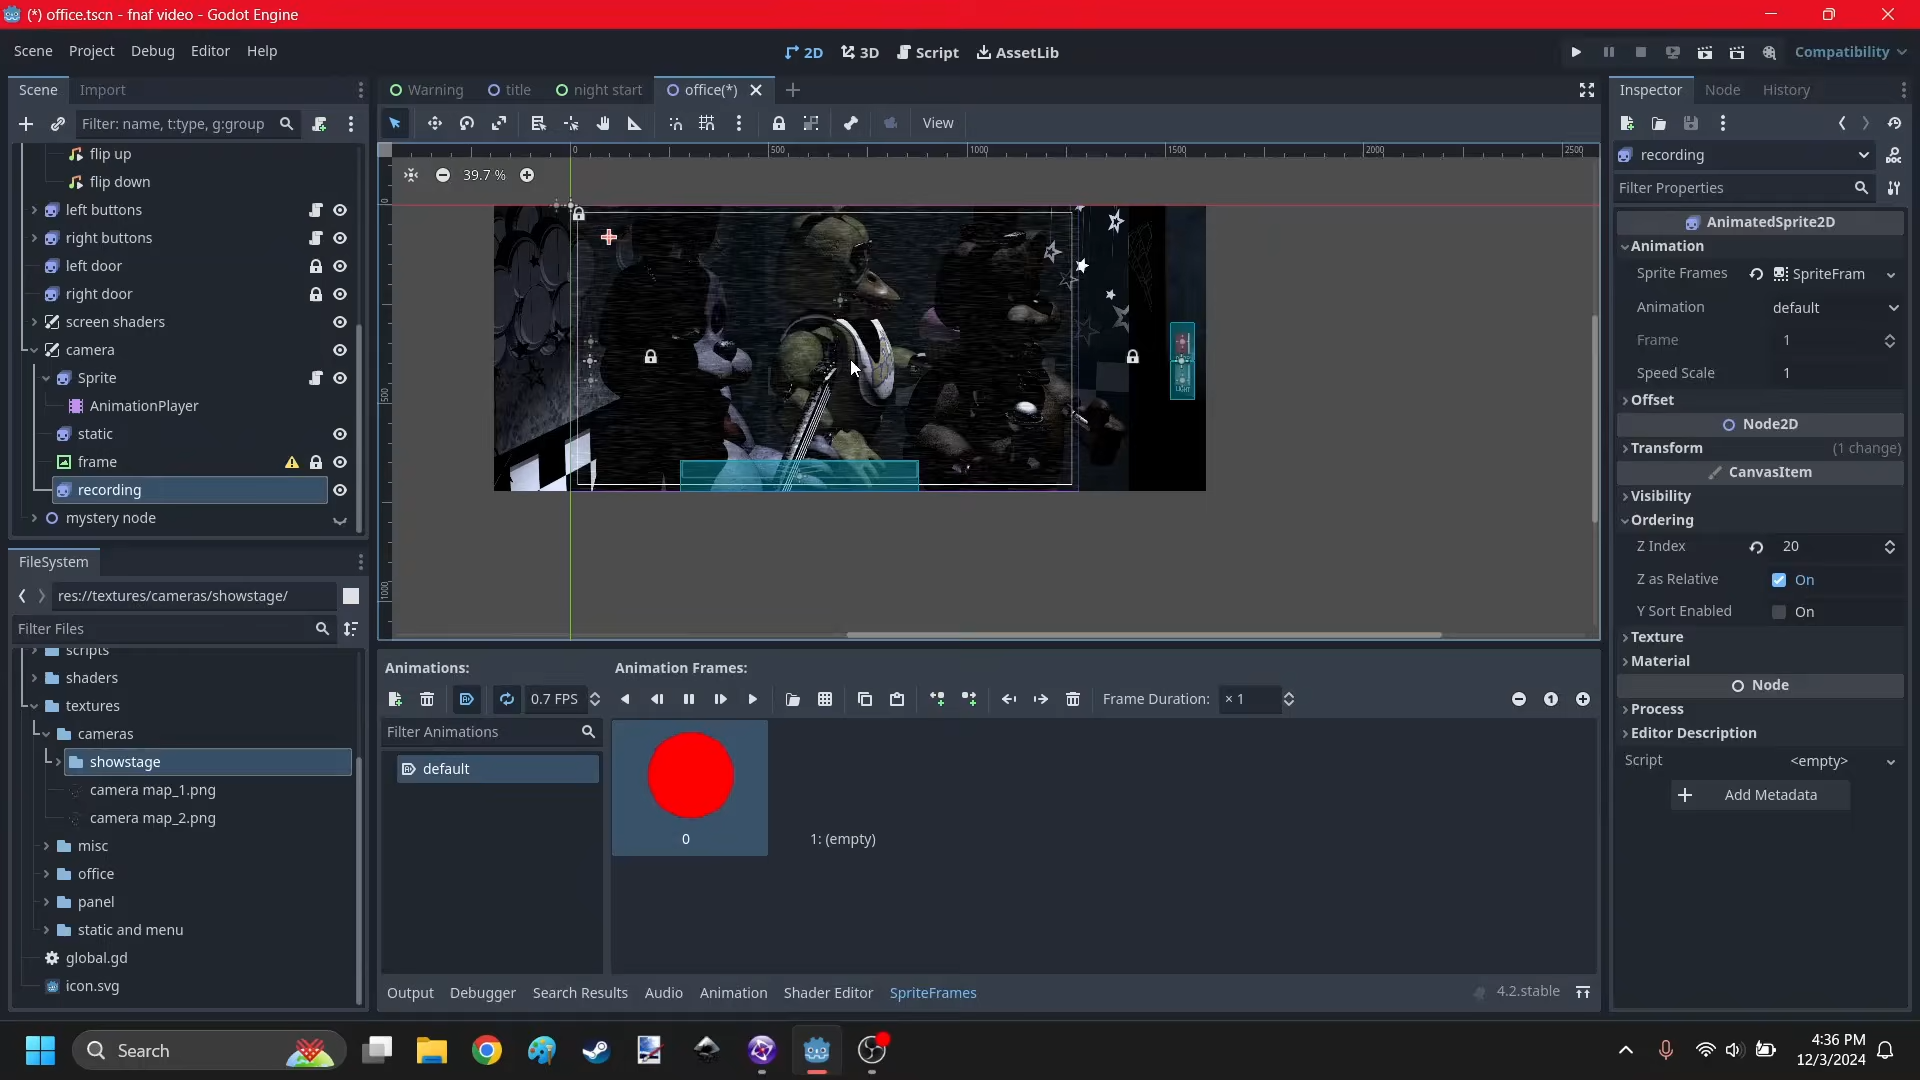 (*) office.tscn - fnaf video - Godot Engine
Scene Project Debug Editor Help
2D 3D Script AssetLib
Compatibility
Scene Import
Filter: name, t:type, g:group
flip up
flip down
left buttons
right buttons
left door
right door
screen shaders
camera
Sprite
AnimationPlayer
static
frame
recording
mystery node
FileSystem
res://textures/cameras/showstage/
Filter Files
scripts
shaders
textures
cameras
showstage
camera map_1.png
camera map_2.png
misc
office
panel
static and menu
global.gd
icon.svg
Warning title night start office(*)
View
0 500 1000 1500 2000 2500
39.7 %
0
500
1000
LIGHT
Animations:
0.7 FPS
Filter Animations
default
Animation Frames:
Frame Duration: × 1
0
1: (empty)
Output Debugger Search Results Audio Animation Shader Editor SpriteFrames
4.2.stable
Inspector Node History
recording
Filter Properties
AnimatedSprite2D
Animation
Sprite Frames SpriteFram
Animation default
Frame 1
Speed Scale 1
Offset
Node2D
Transform (1 change)
CanvasItem
Visibility
Ordering
Z Index 20
Z as Relative On
Y Sort Enabled On
Texture
Material
Node
Process
Editor Description
Script <empty>
Add Metadata
Search
4:36 PM
12/3/2024